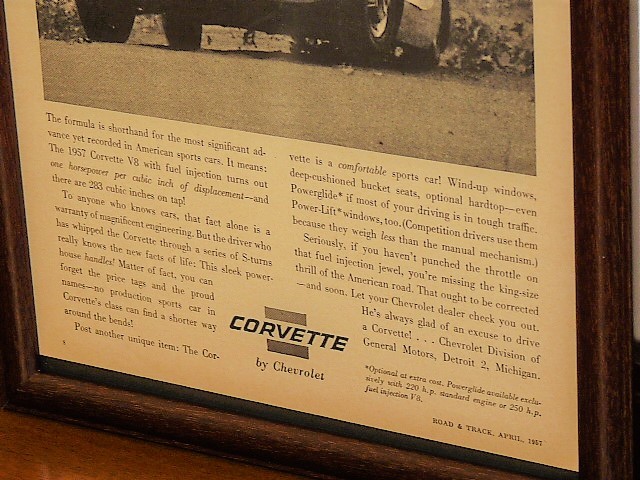 The formula is shorthand for the most significant ad-
vance yet recorded in American sports cars. It means:
The 1957 Corvette V8 with fuel injection turns out
one horsepower per cubic inch of displacement—and
there are 283 cubic inches on tap!
To anyone who knows cars, that fact alone is a
warranty of magnificent engineering. But the driver who
has whipped the Corvette through a series of S-turns
really knows the new facts of life: This sleek power-
house handles! Matter of fact, you can
forget the price tags and the proud
names—no production sports car in
Corvette's class can find a shorter way
around the bends!
Post another unique item: The Cor-
vette is a comfortable sports car! Wind-up windows,
deep-cushioned bucket seats, optional hardtop—even
Powerglide* if most of your driving is in tough traffic.
Power-Lift* windows, too. (Competition drivers use them
because they weigh less than the manual mechanism.)
Seriously, if you haven't punched the throttle on
that fuel injection jewel, you're missing the king-size
thrill of the American road. That ought to be corrected
—and soon. Let your Chevrolet dealer check you out.
He's always glad of an excuse to drive
a Corvette! . . . Chevrolet Division of
General Motors, Detroit 2, Michigan.
*Optional at extra cost. Powerglide available exclu-
sively with 220 h.p. standard engine or 250 h.p.
fuel injection V8.
CORVETTE
by Chevrolet
ROAD & TRACK, APRIL, 1957